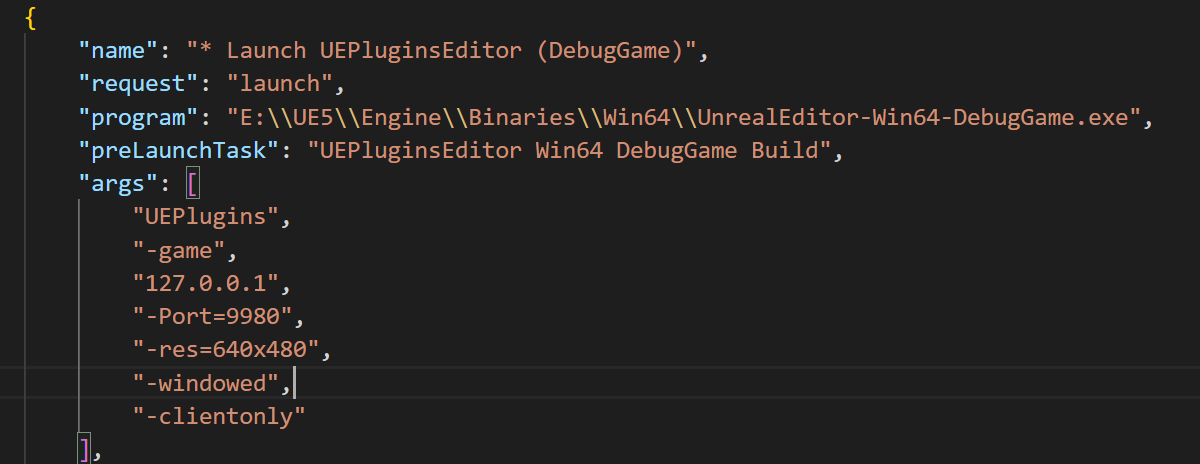 {
"name": "* Launch UEPluginsEditor (DebugGame)",
"request": "launch",
"program": "E:\\UE5\\Engine\\Binaries\\Win64\\UnrealEditor-Win64-DebugGame.exe",
"preLaunchTask": "UEPluginsEditor Win64 DebugGame Build",
"args": [
"UEPlugins",
"-game",
"127.0.0.1",
"-Port=9980",
"-res=640x480",
"-windowed",
"-clientonly"
],